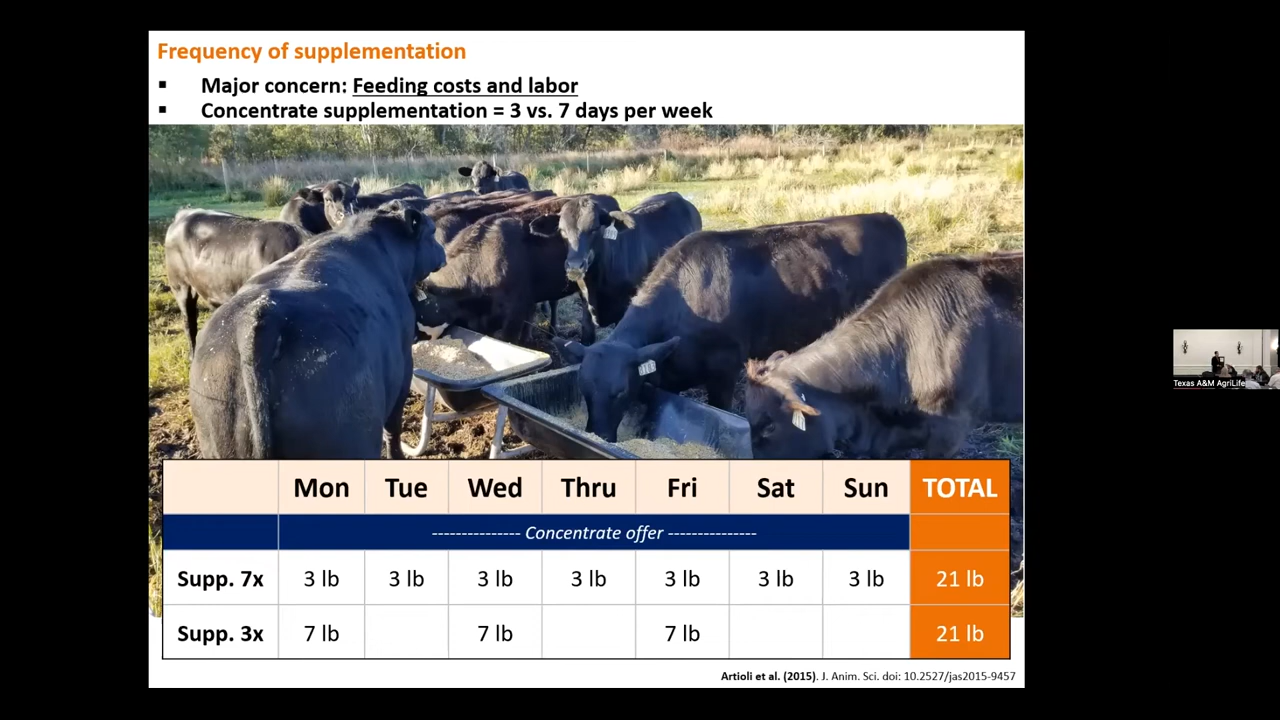 Frequency of supplementation
▪ Major concern: Feeding costs and labor
▪ Concentrate supplementation = 3 vs. 7 days per week
Mon Tue Wed Thru Fri Sat Sun TOTAL
--------------- Concentrate offer ---------------
Supp. 7x 3 lb 3 lb 3 lb 3 lb 3 lb 3 lb 3 lb 21 lb
Supp. 3x 7 lb 7 lb 7 lb 21 lb
Artioli et al. (2015). J. Anim. Sci. doi: 10.2527/jas2015-9457
Texas A&M AgriLife